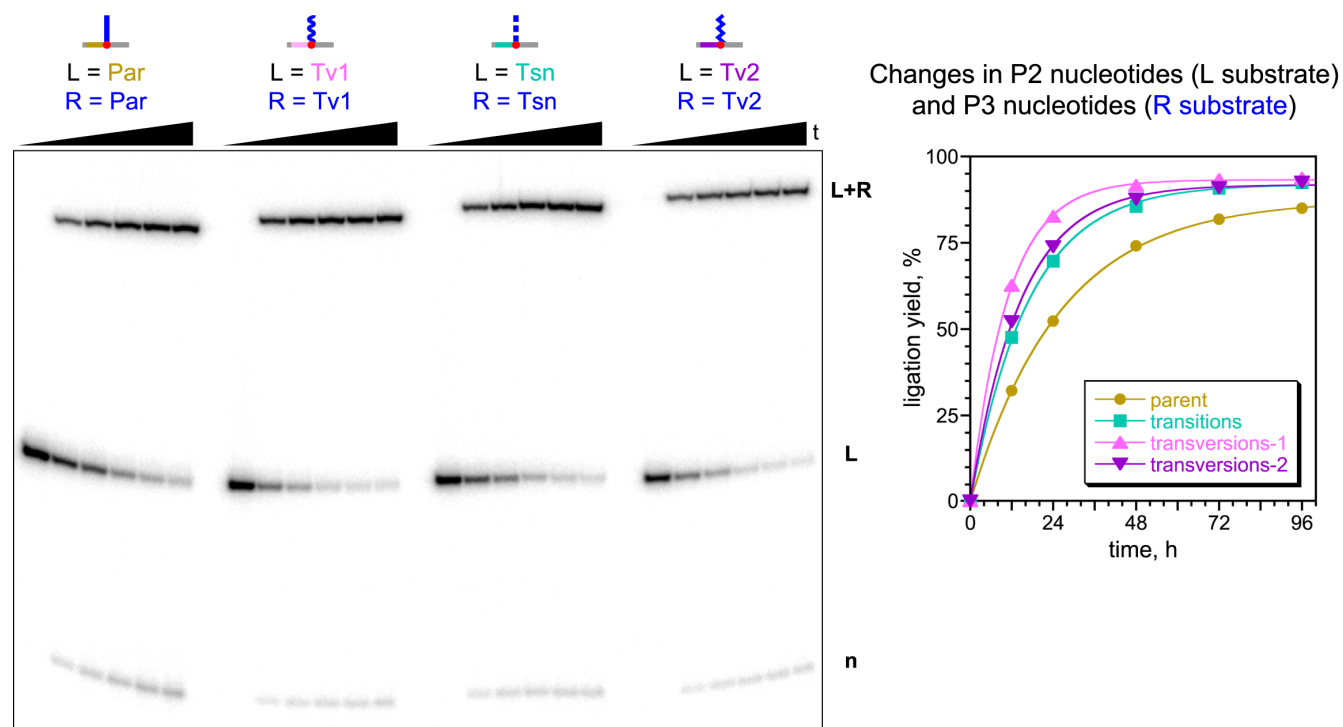 L = Par
R = Par
L = Tv1
R = Tv1
L = Tsn
R = Tsn
L = Tv2
R = Tv2
t
L+R
L
n
Changes in P2 nucleotides (L substrate)
and P3 nucleotides (R substrate)
100
75
50
25
0
ligation yield, %
parent
transitions
transversions-1
transversions-2
0
24
48
72
96
time, h